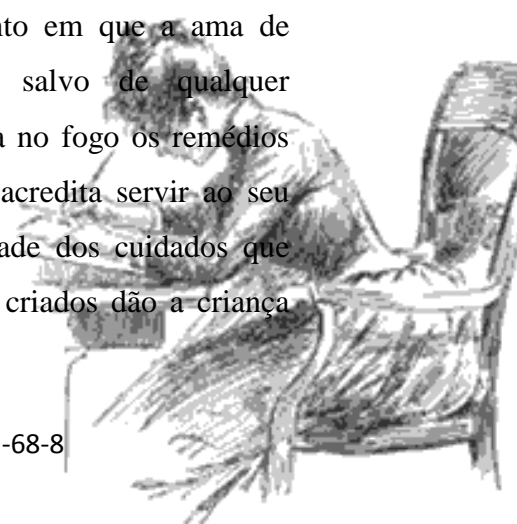 nto em que a ama de
salvo de qualquer
a no fogo os remédios
acredita servir ao seu
ade dos cuidados que
criados dão a criança
-68-8